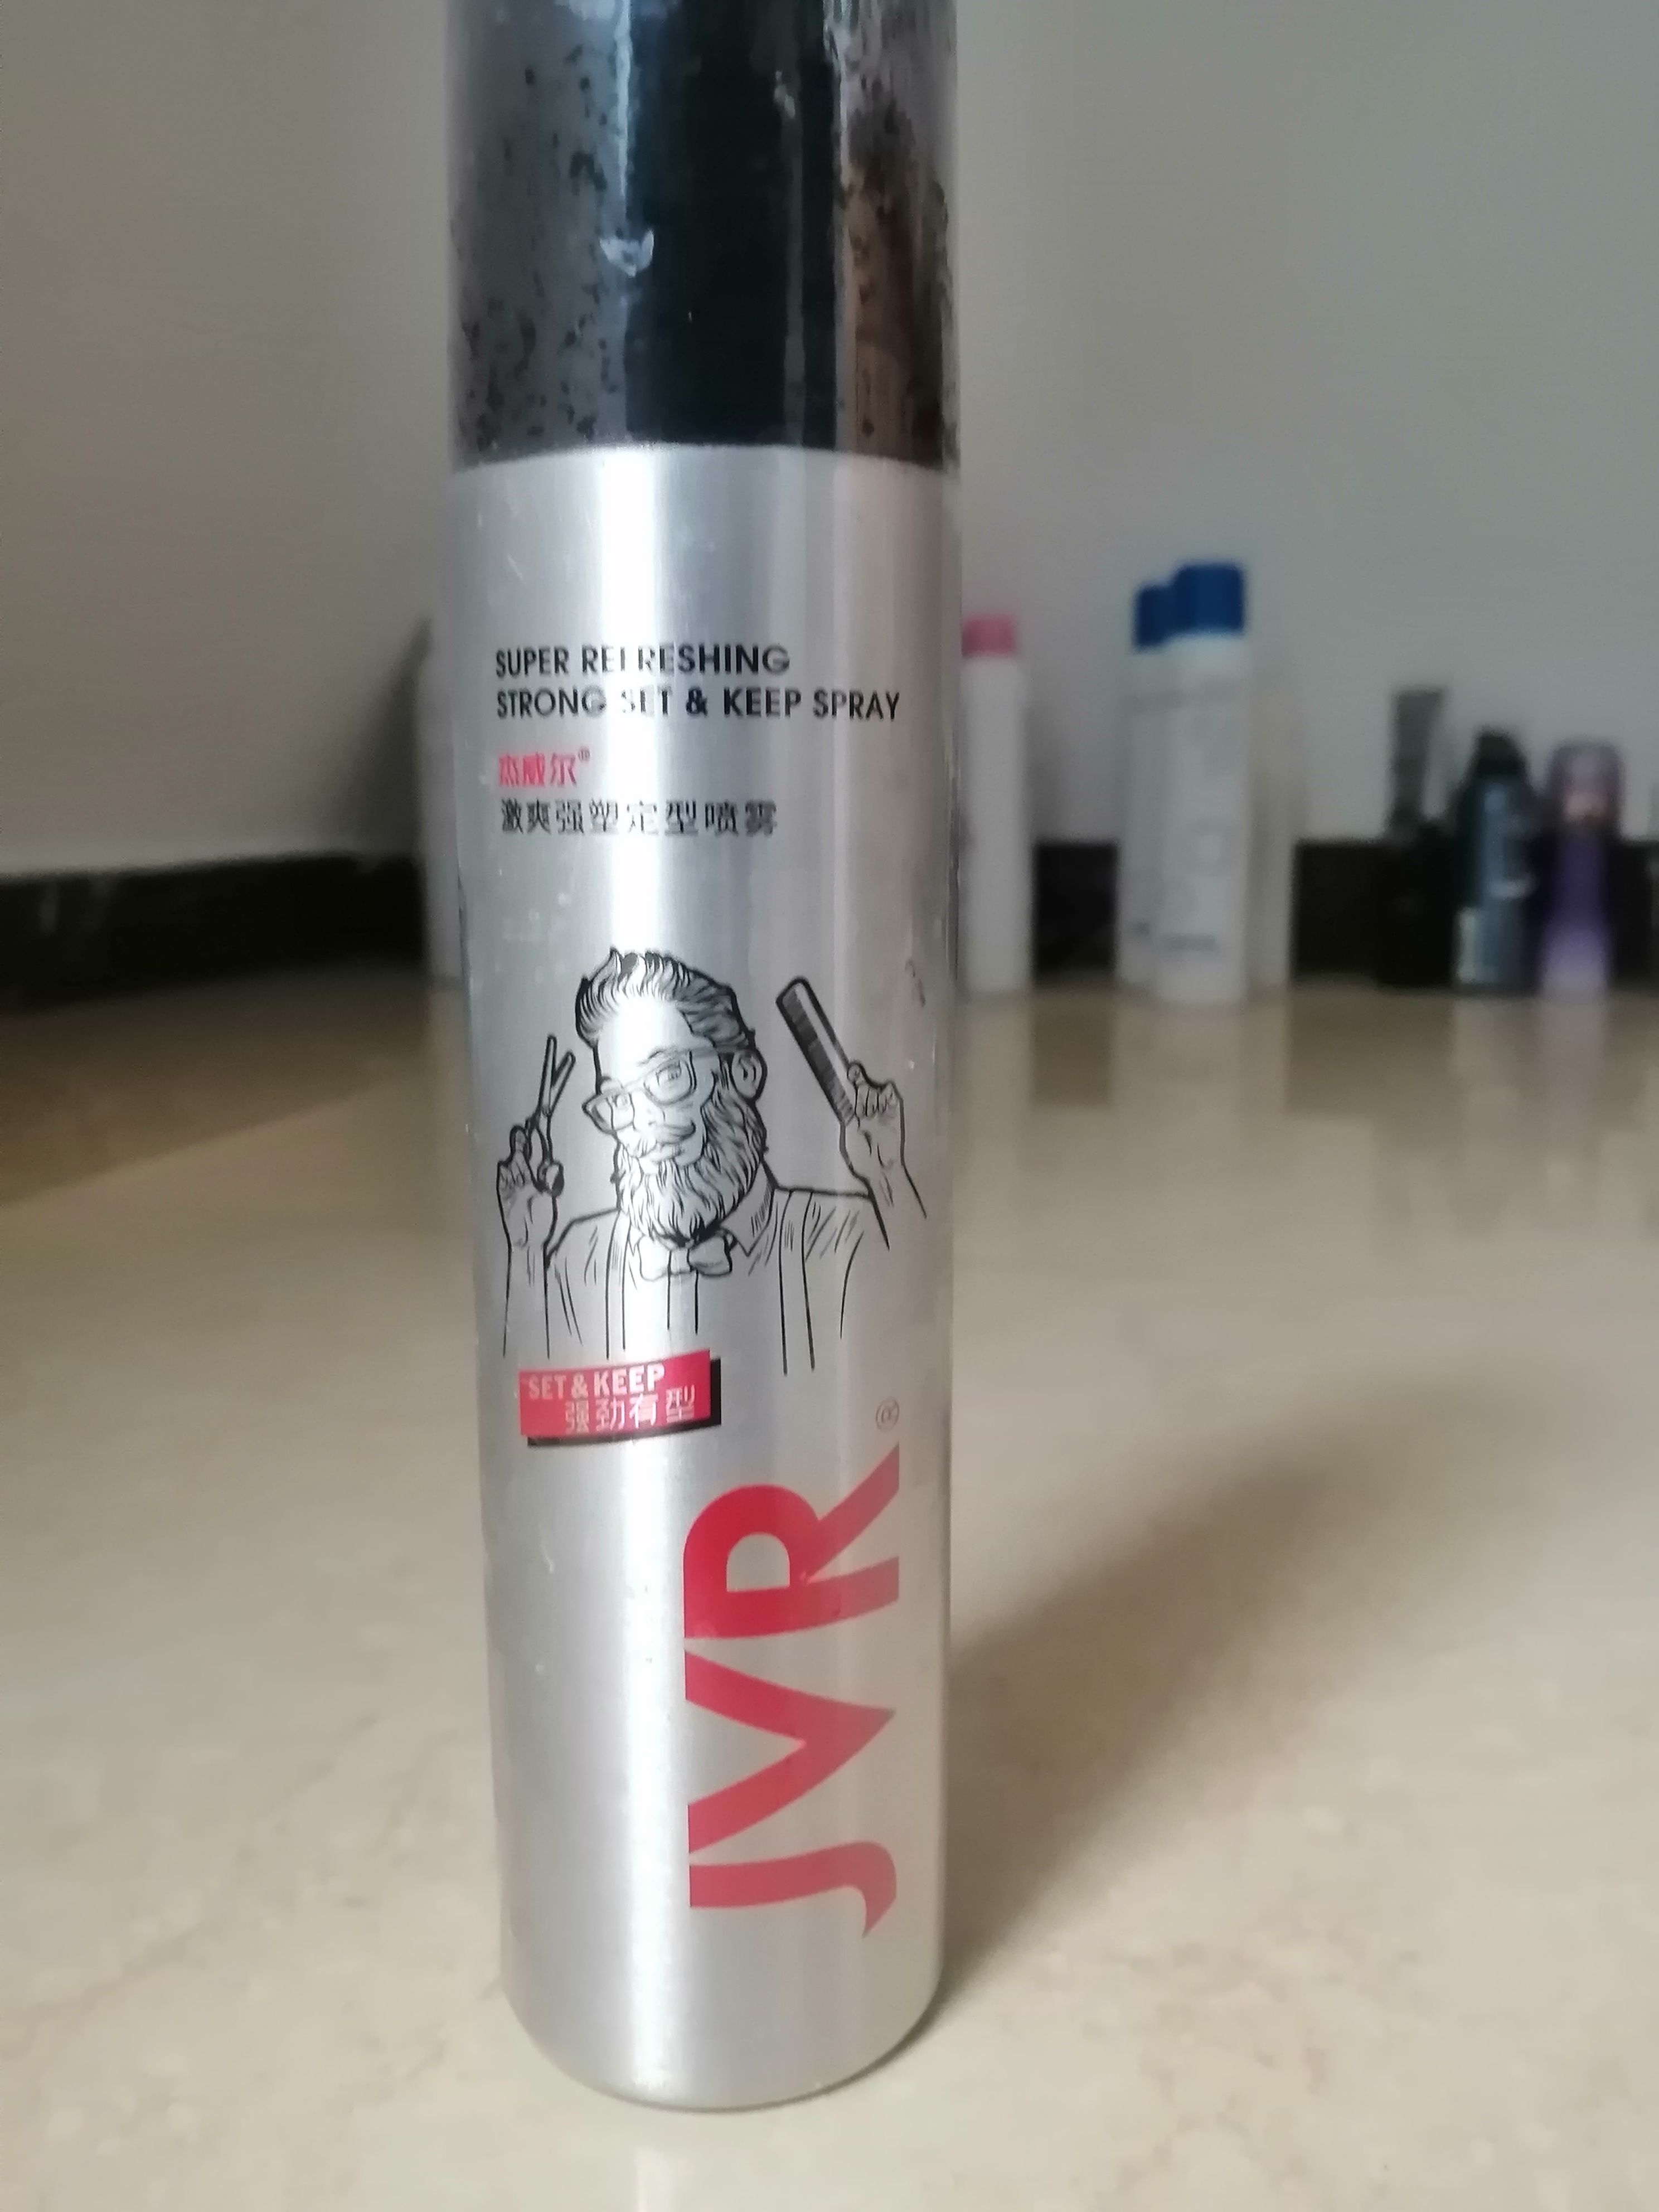 SUPER REFRESHING
STRONG SET & KEEP SPRAY
杰威尔®
激爽强塑定型喷雾
SET & KEEP
强劲有型
JVR®